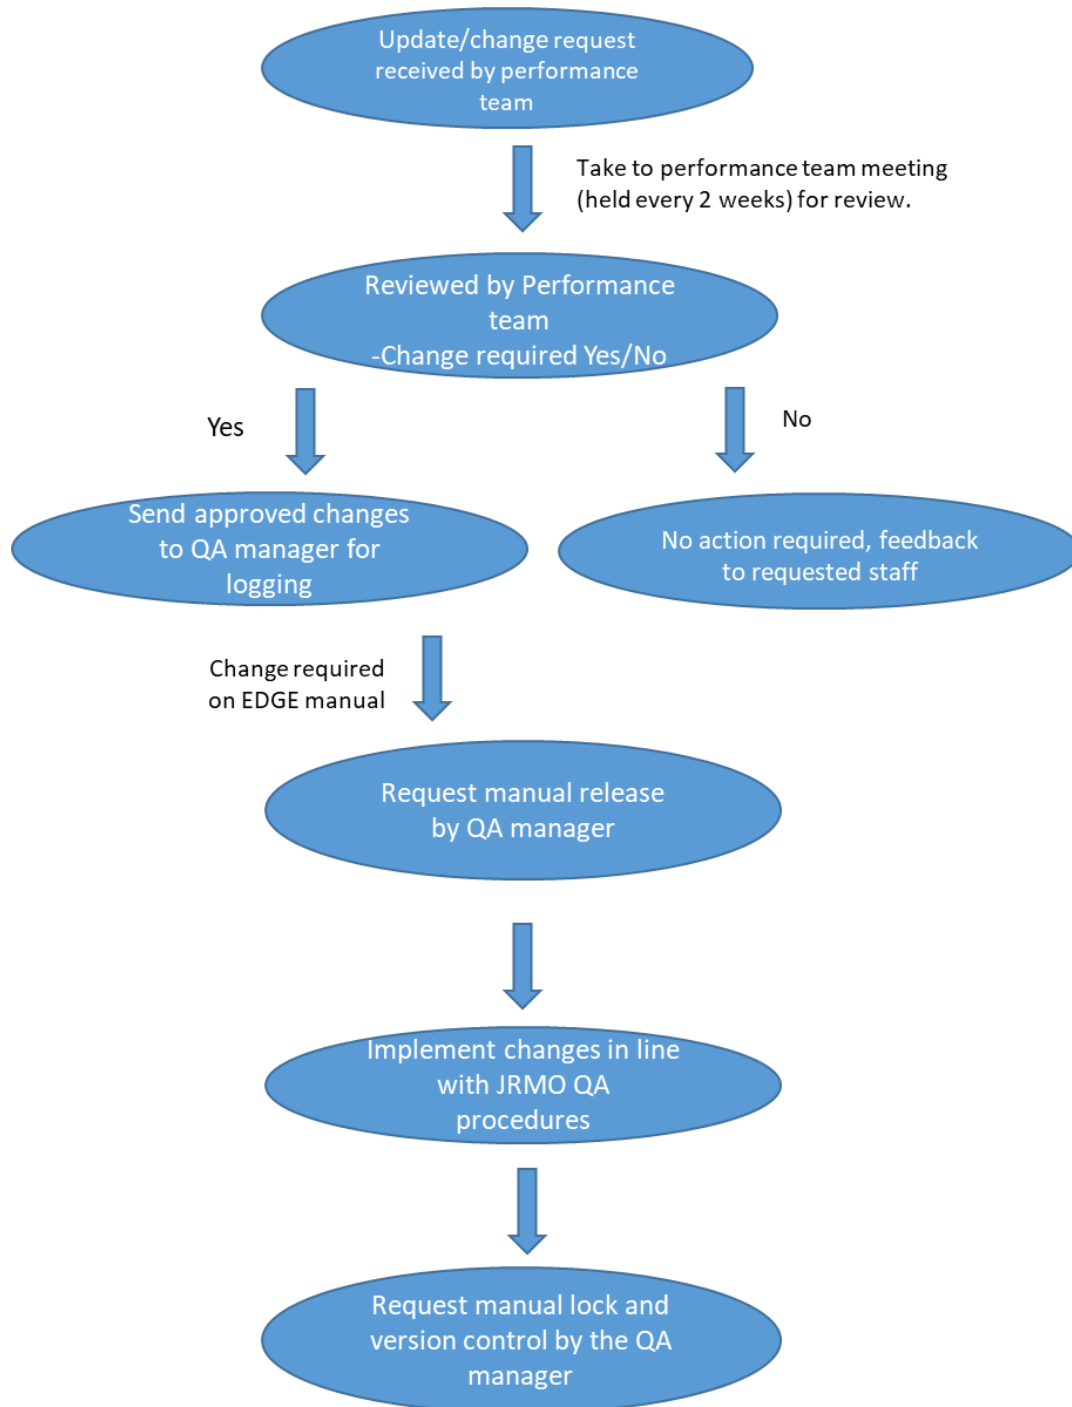 Update/change request
received by performance
team
Take to performance team meeting
(held every 2 weeks) for review.
Reviewed by Performance
team
-Change required Yes/No
Yes
No
Send approved changes
to QA manager for
logging
No action required, feedback
to requested staff
Change required
on EDGE manual
Request manual release
by QA manager
Implement changes in line
with JRMO QA
procedures
Request manual lock and
version control by the QA
manager